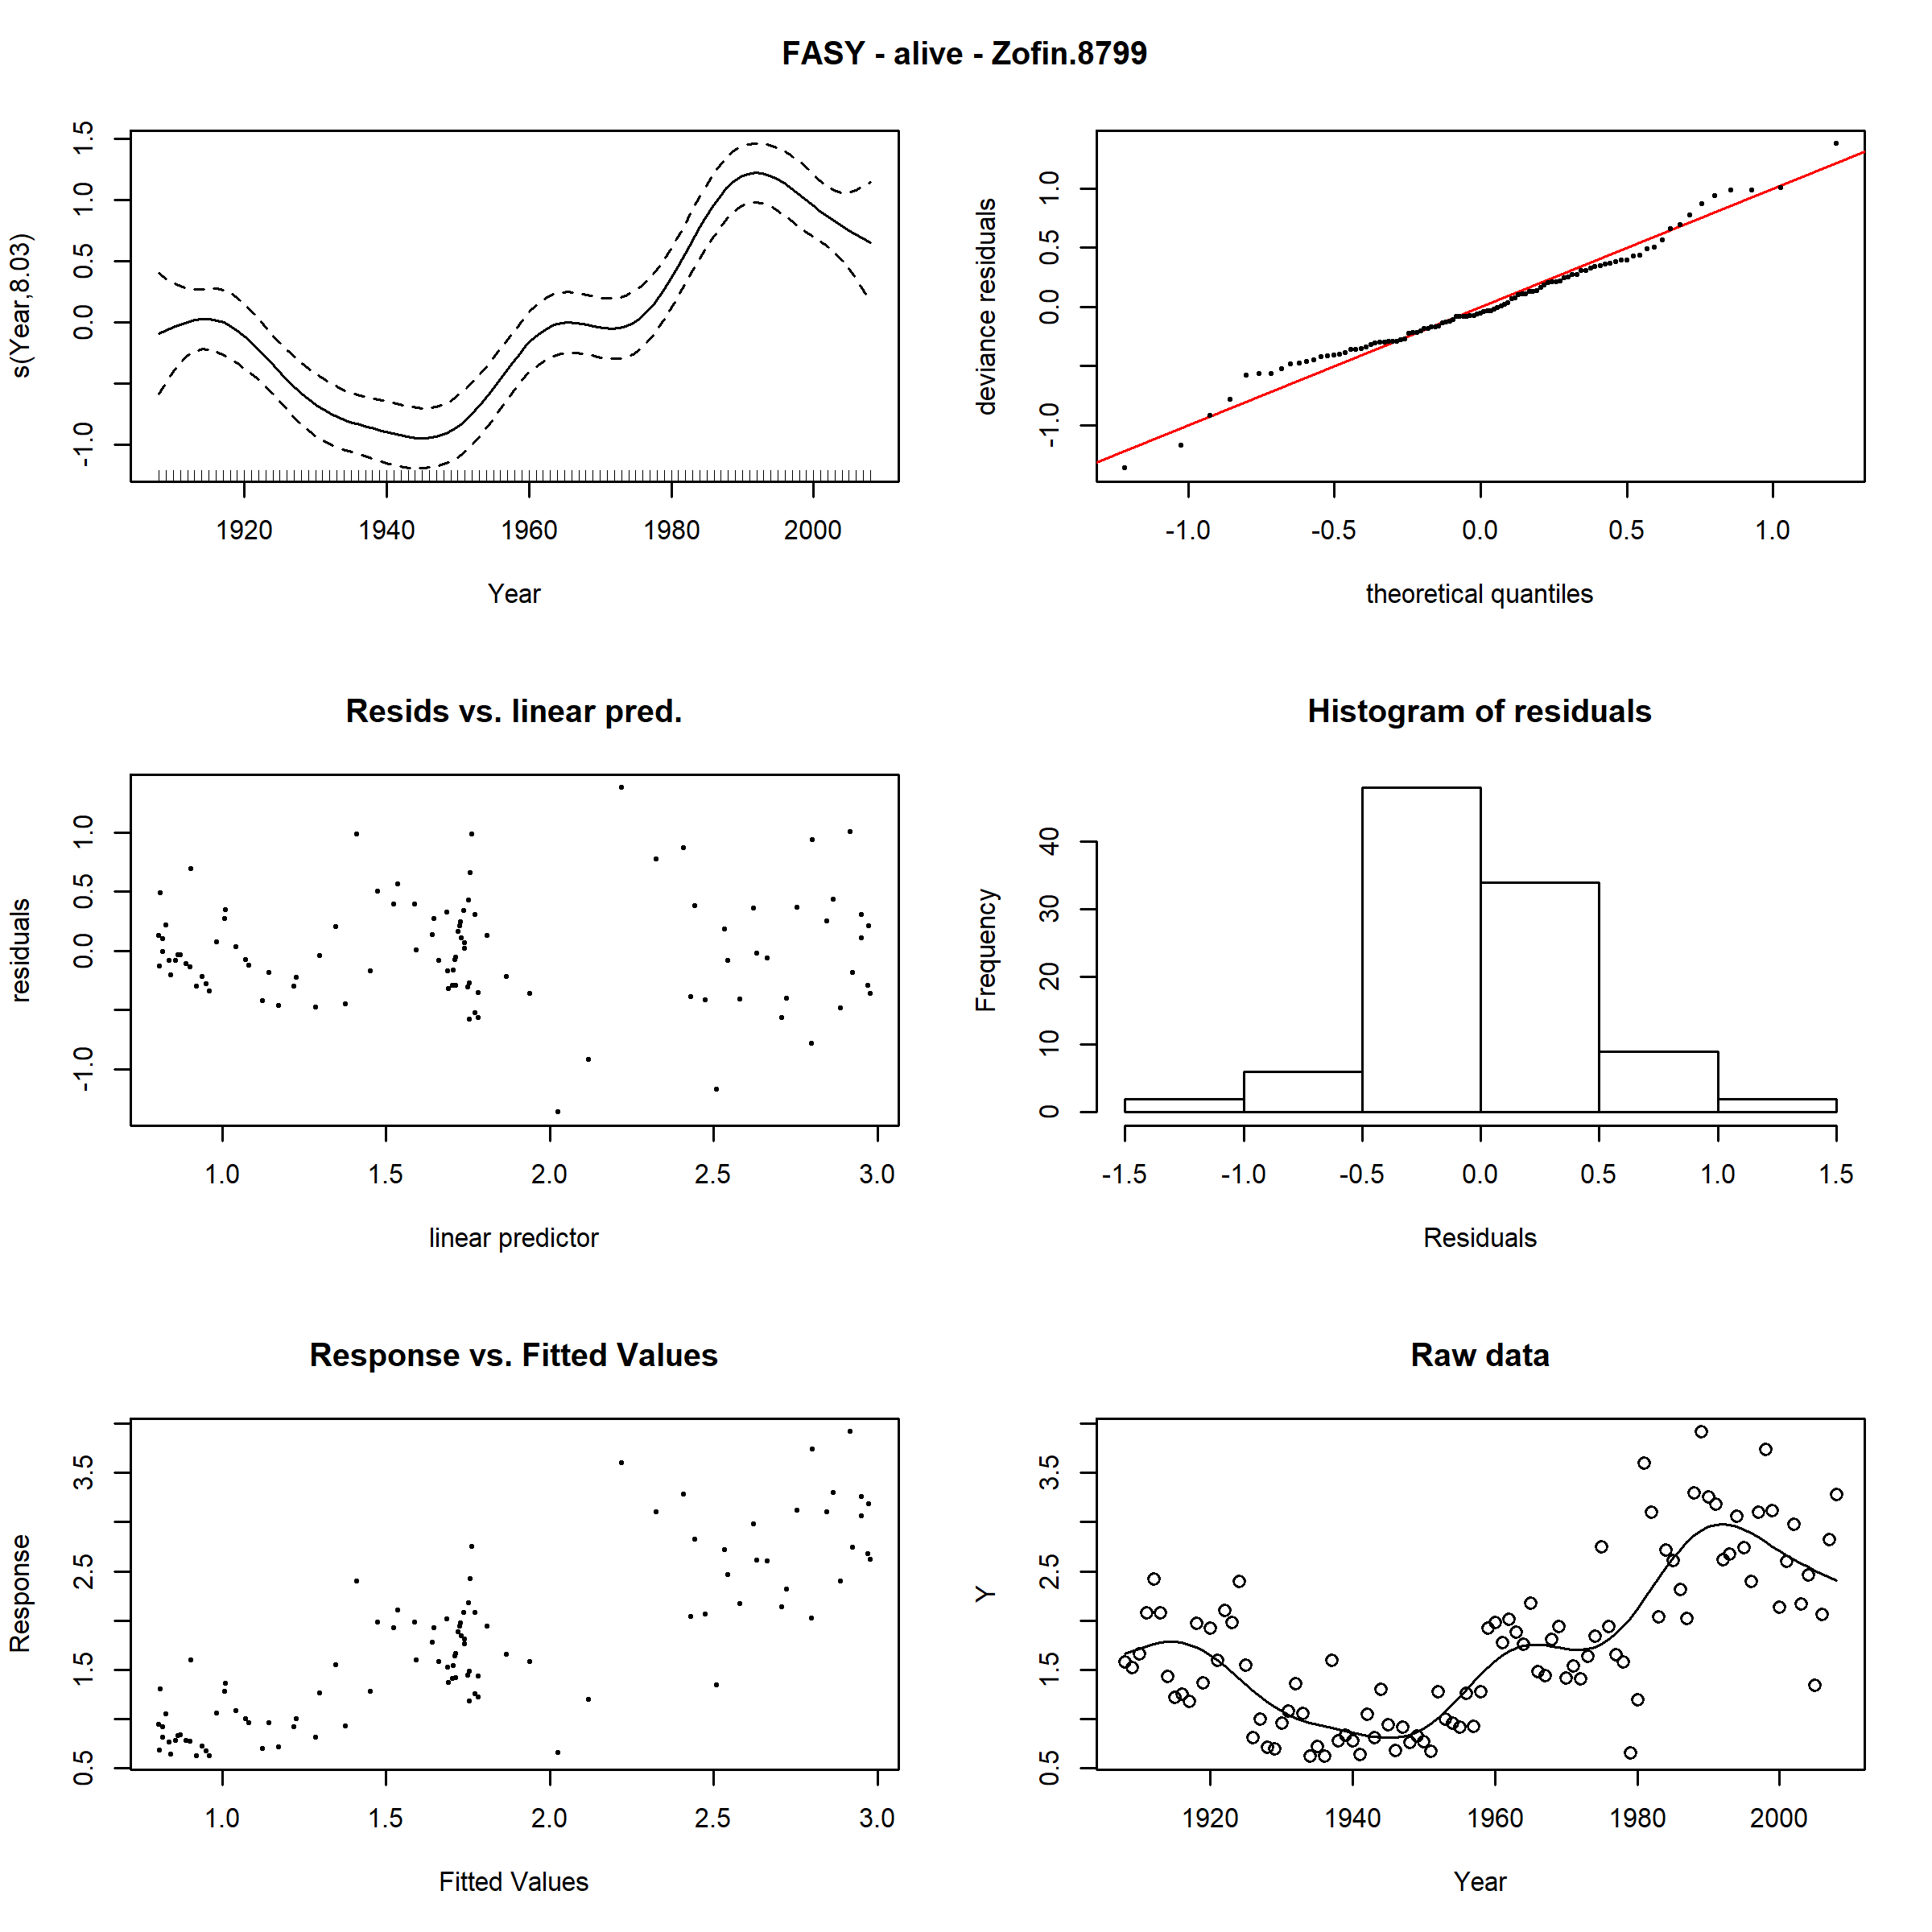 FASY - alive - Zofin.8799
s(Year,8.03)
-1.0 0.0 0.5 1.0 1.5
1920 1940 1960 1980 2000
Year
deviance residuals
-1.0 0.0 0.5 1.0
-1.0 -0.5 0.0 0.5 1.0
theoretical quantiles
Resids vs. linear pred.
residuals
-1.0 0.0 0.5 1.0
1.0 1.5 2.0 2.5 3.0
linear predictor
Histogram of residuals
Frequency
0 10 20 30 40
-1.5 -1.0 -0.5 0.0 0.5 1.0 1.5
Residuals
Response vs. Fitted Values
Response
0.5 1.5 2.5 3.5
1.0 1.5 2.0 2.5 3.0
Fitted Values
Raw data
Y
0.5 1.5 2.5 3.5
1920 1940 1960 1980 2000
Year